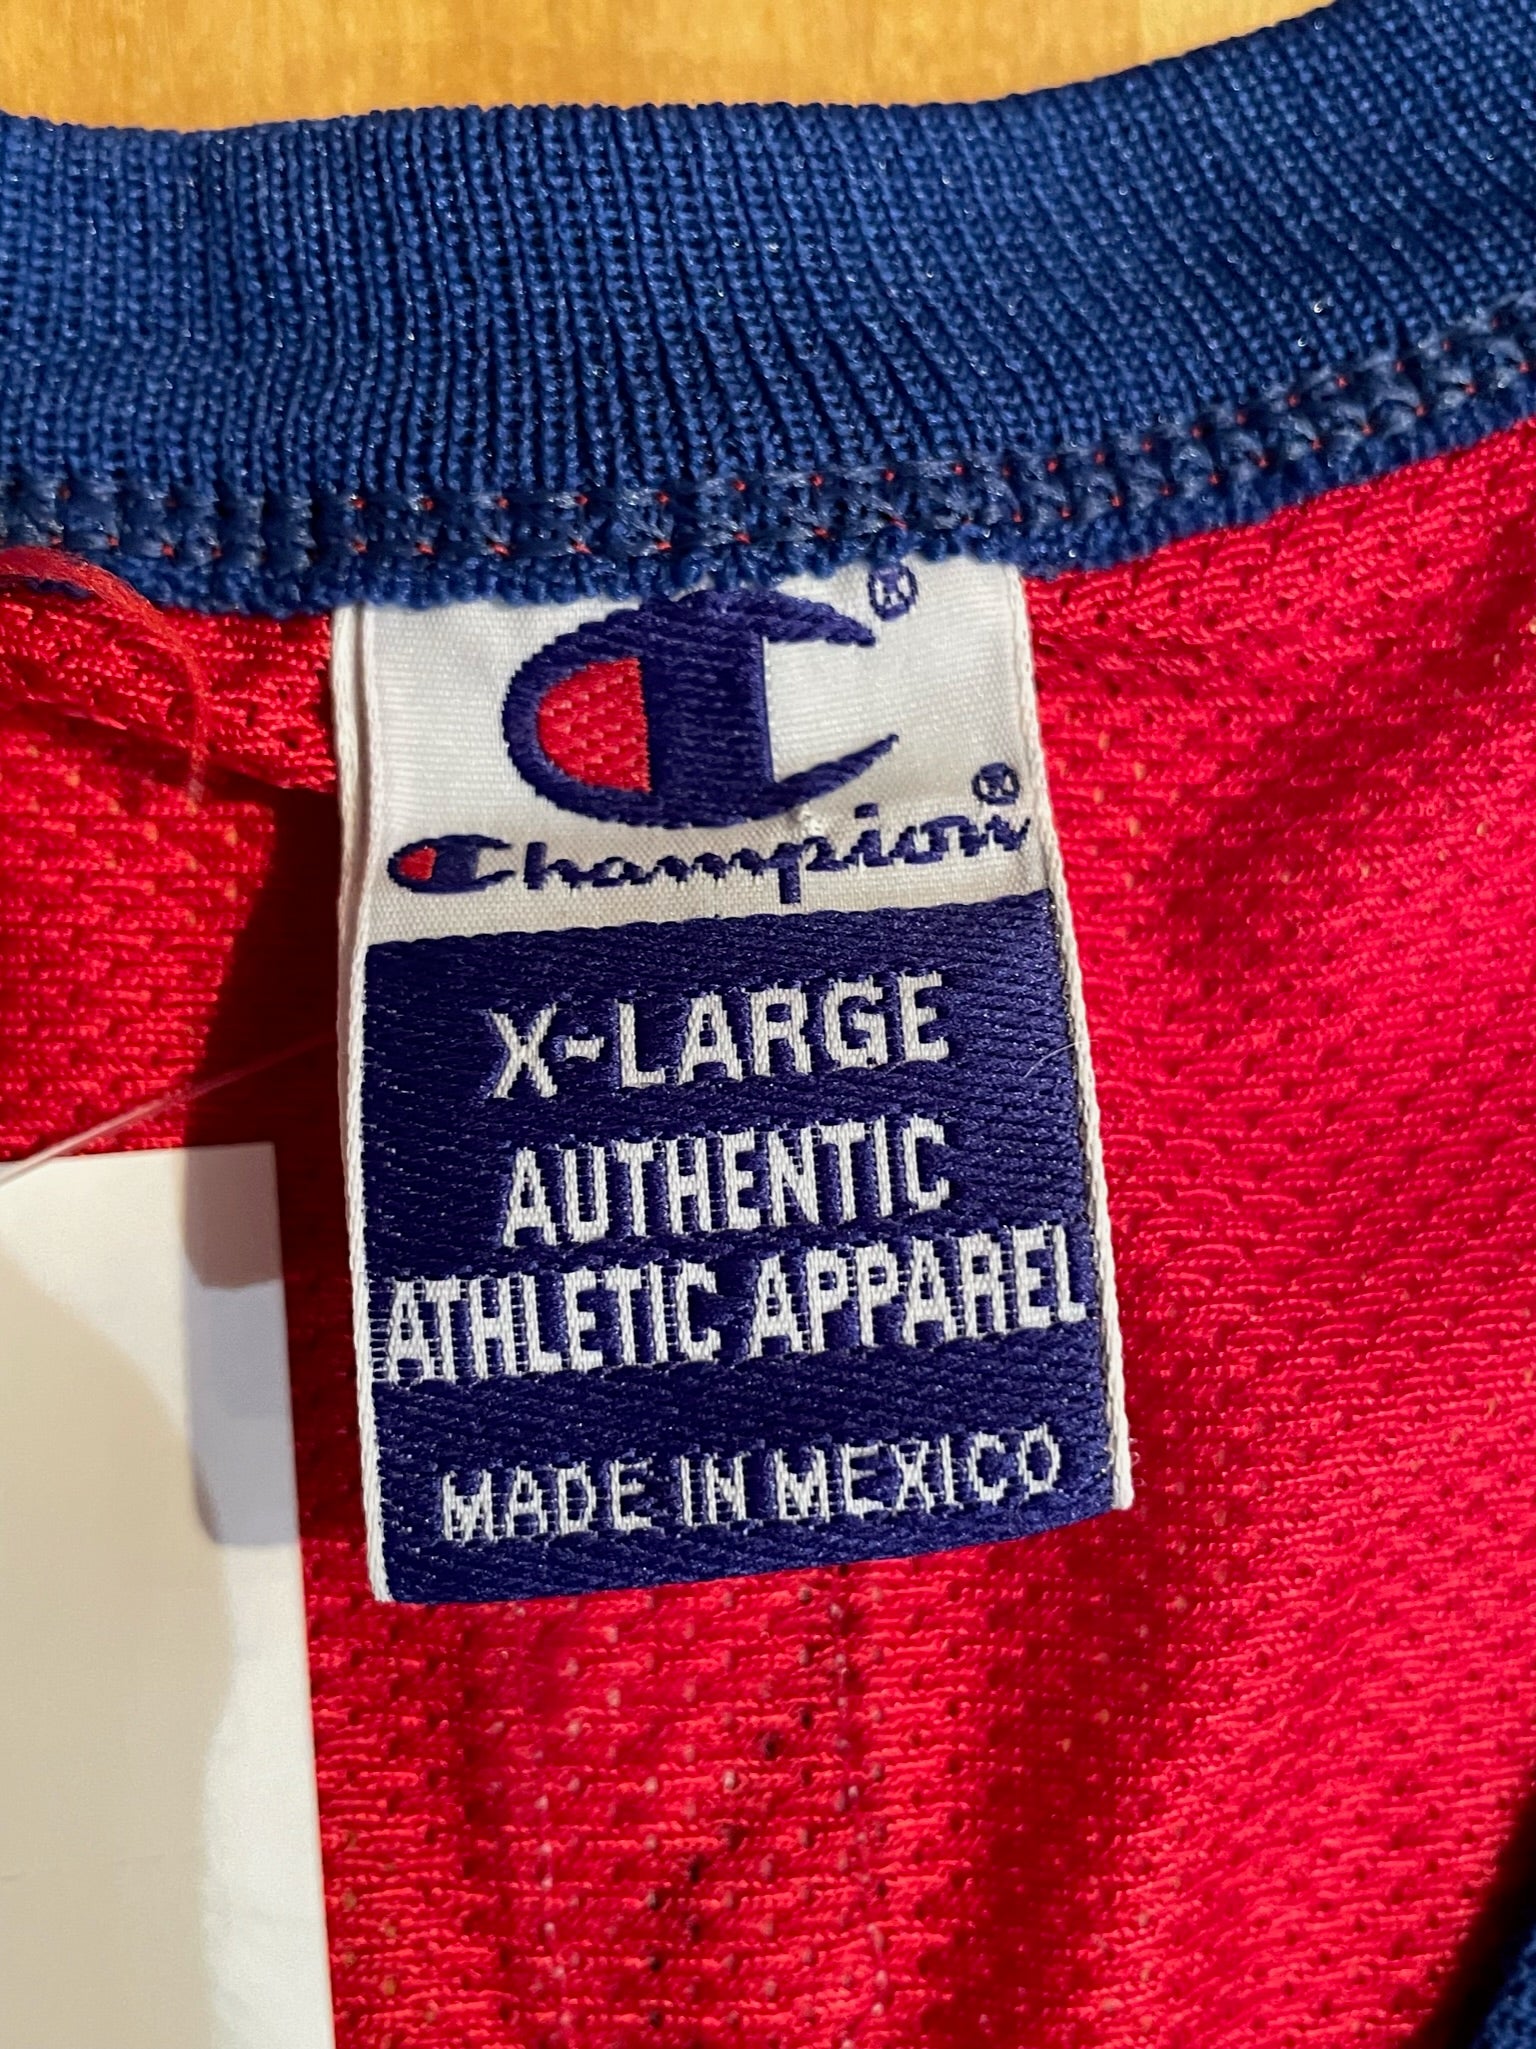 Champion
X-LARGE
AUTHENTIC
ATHLETIC APPAREL
MADE IN MEXICO